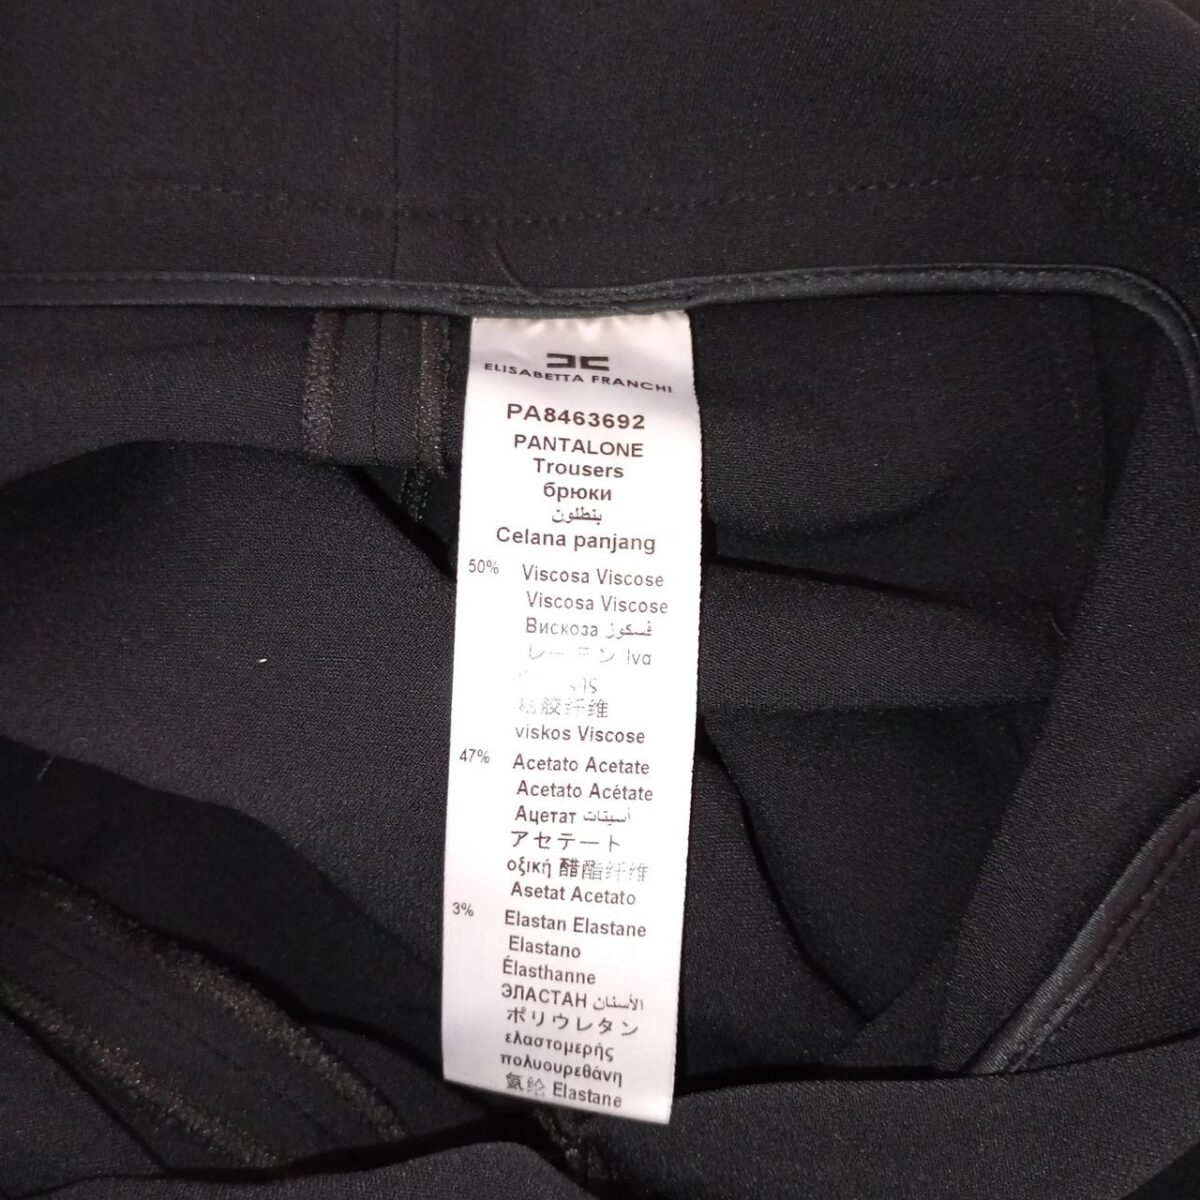 ELISABETTA FRANCHI
PA8463692
PANTALONE
Trousers
брюки
بنطلون
Celana panjang
50% Viscosa Viscose
Viscosa Viscose
Вискоза فسكوز
Ινα
胶纤维
viskos Viscose
47% Acetato Acetate
Acetato Acétate
Ацетат أسيتات
アセテート
οξική 醋酯纤维
Asetat Acetato
3% Elastan Elastane
Elastano
Élasthanne
ЭЛАСТАН الأستان
ポリウレタン
ελαστομερής
πολυουρεθάνη
氨纶 Elastane